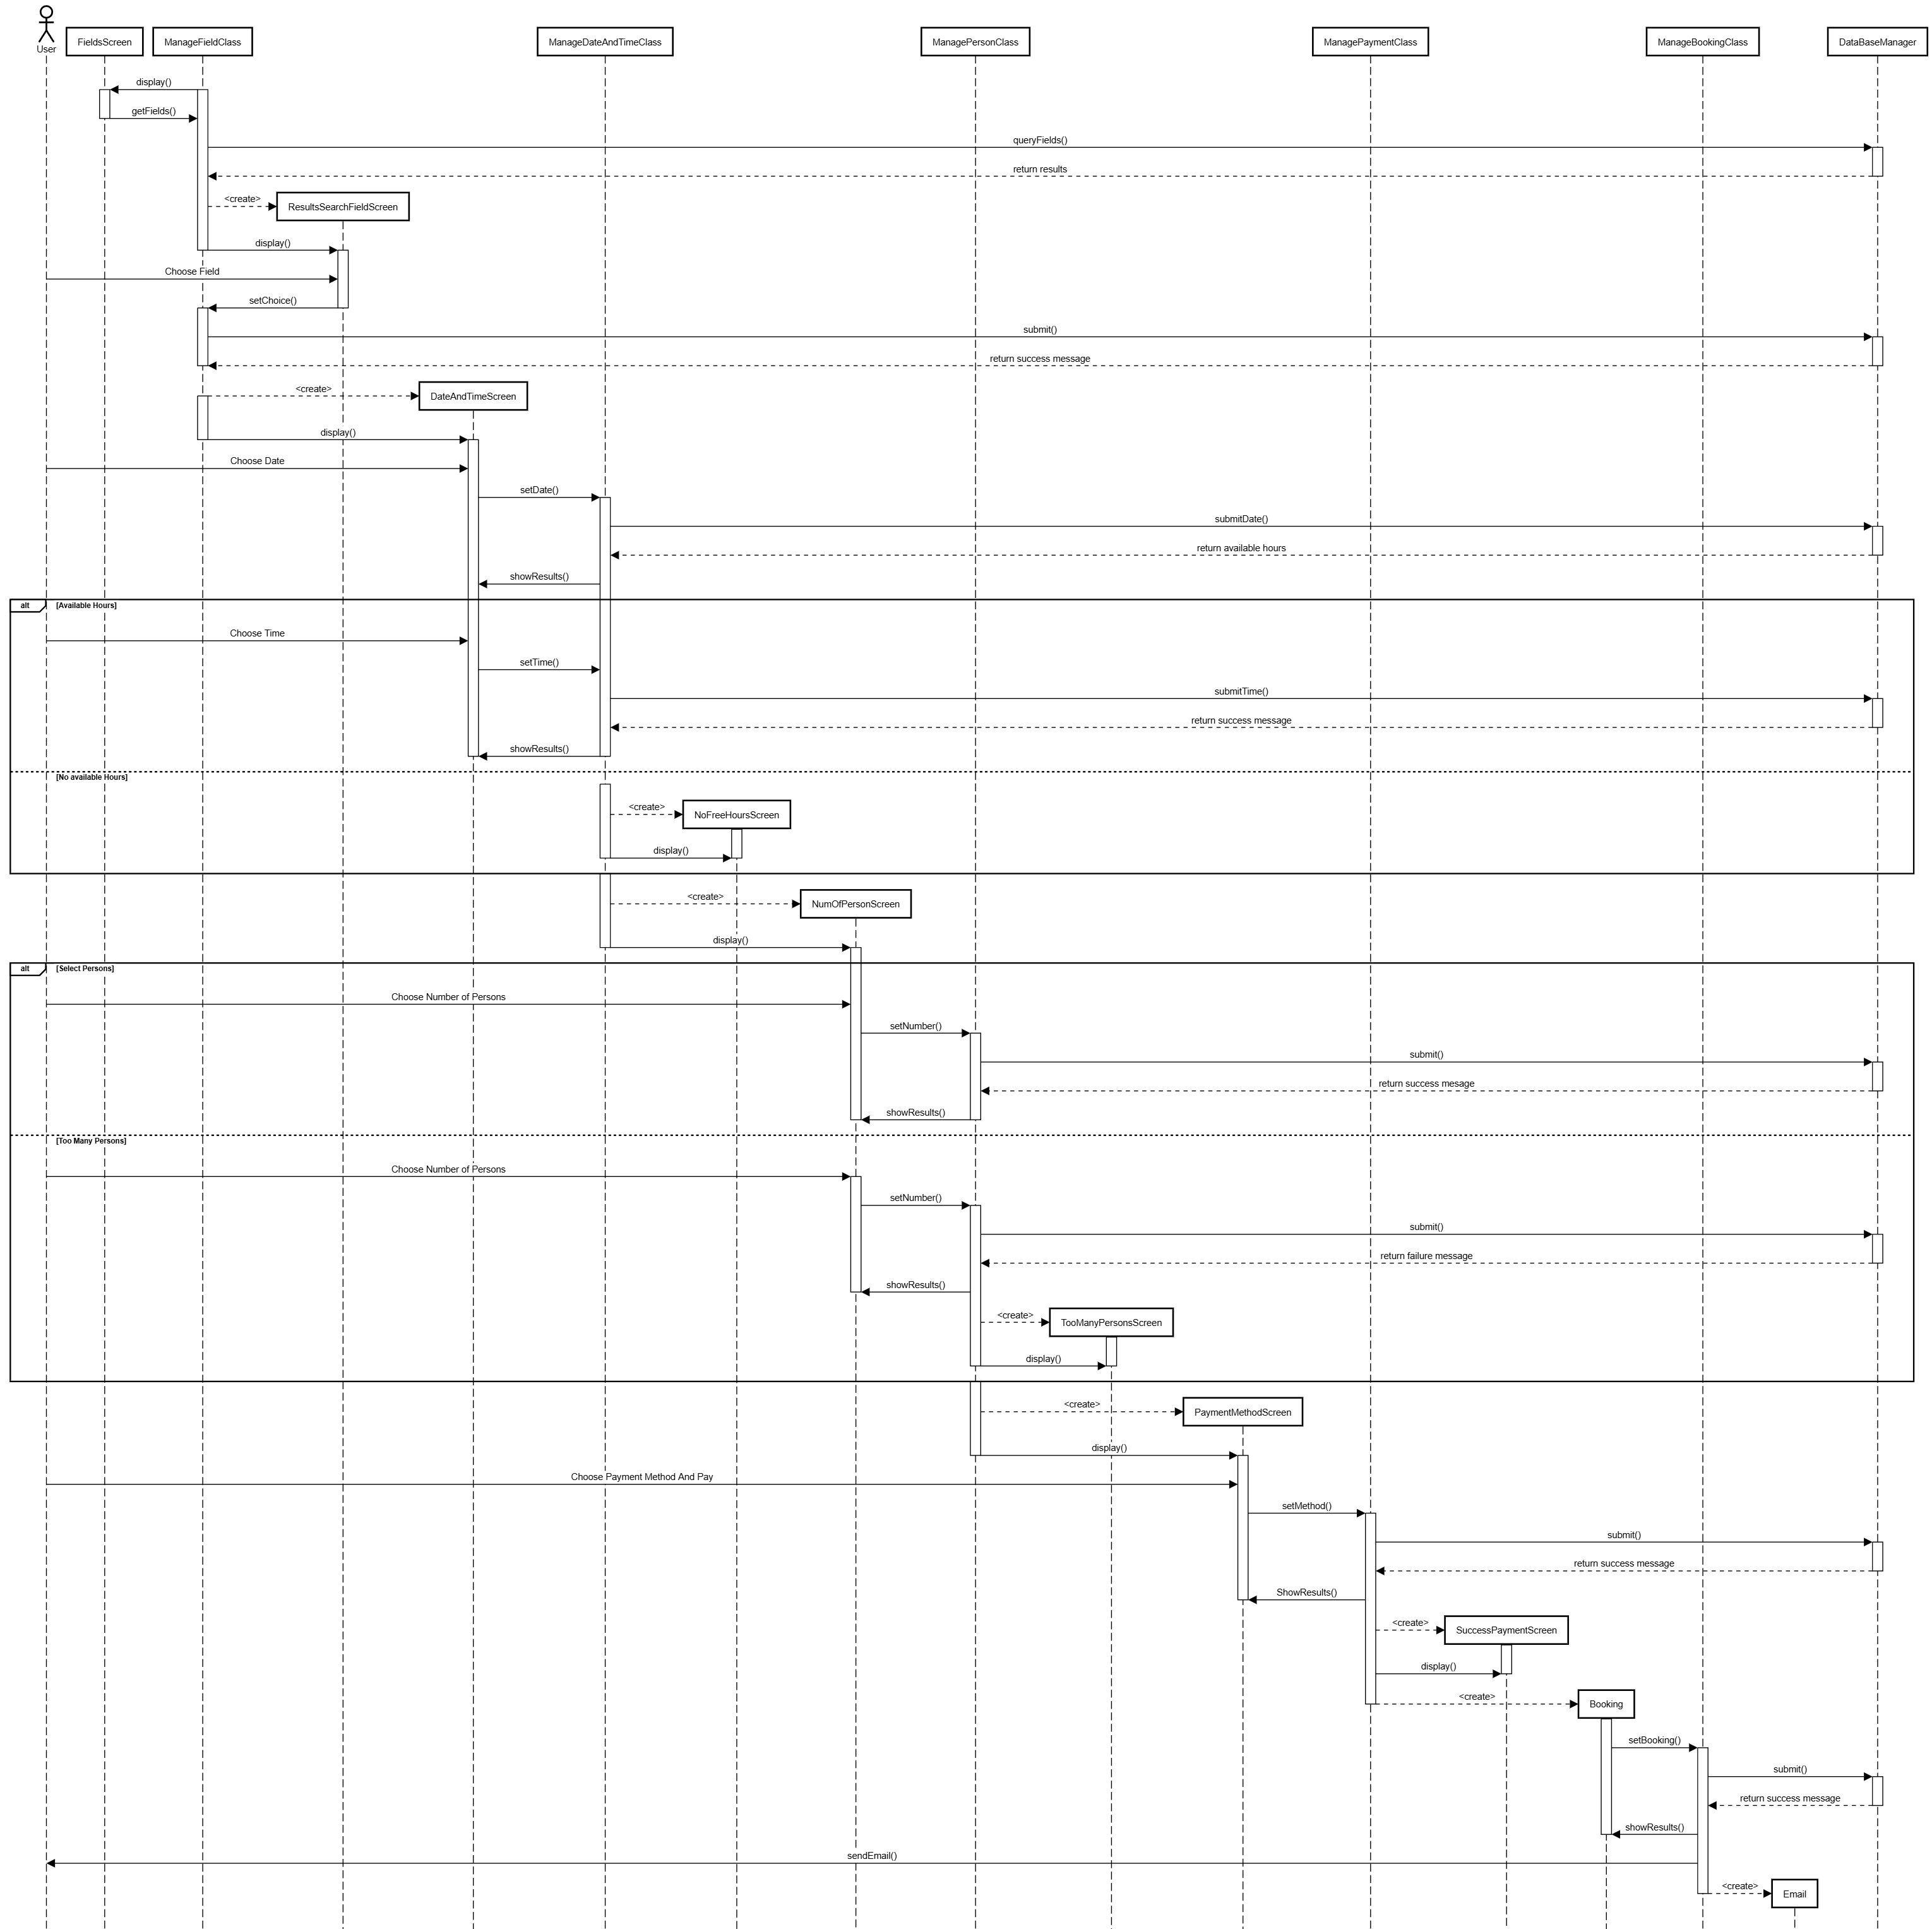 User
FieldsScreen
ManageFieldClass
ManageDateAndTimeClass
ManagePersonClass
ManagePaymentClass
ManageBookingClass
DataBaseManager
display()
getFields()
queryFields()
return results
<create>
ResultsSearchFieldScreen
display()
Choose Field
setChoice()
submit()
return success message
<create>
DateAndTimeScreen
display()
Choose Date
setDate()
submitDate()
return available hours
showResults()
alt
[Available Hours]
Choose Time
setTime()
submitTime()
return success message
showResults()
[No available Hours]
<create>
NoFreeHoursScreen
display()
<create>
NumOfPersonScreen
display()
alt
[Select Persons]
Choose Number of Persons
setNumber()
submit()
return success mesage
showResults()
[Too Many Persons]
Choose Number of Persons
setNumber()
submit()
return failure message
showResults()
<create>
TooManyPersonsScreen
display()
<create>
PaymentMethodScreen
display()
Choose Payment Method And Pay
setMethod()
submit()
return success message
ShowResults()
<create>
SuccessPaymentScreen
display()
<create>
Booking
setBooking()
submit()
return success message
showResults()
sendEmail()
<create>
Email